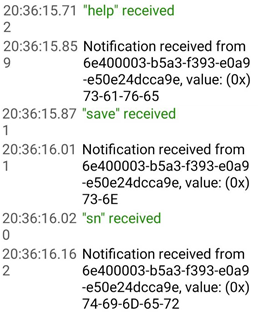 20:36:15.71 "help" received
2
20:36:15.85 Notification received from
9 6e400003-b5a3-f393-e0a9
-e50e24dcca9e, value: (0x)
73-61-76-65
20:36:15.87 "save" received
1
20:36:16.01 Notification received from
1 6e400003-b5a3-f393-e0a9
-e50e24dcca9e, value: (0x)
73-6E
20:36:16.02 "sn" received
0
20:36:16.16 Notification received from
2 6e400003-b5a3-f393-e0a9
-e50e24dcca9e, value: (0x)
74-69-6D-65-72